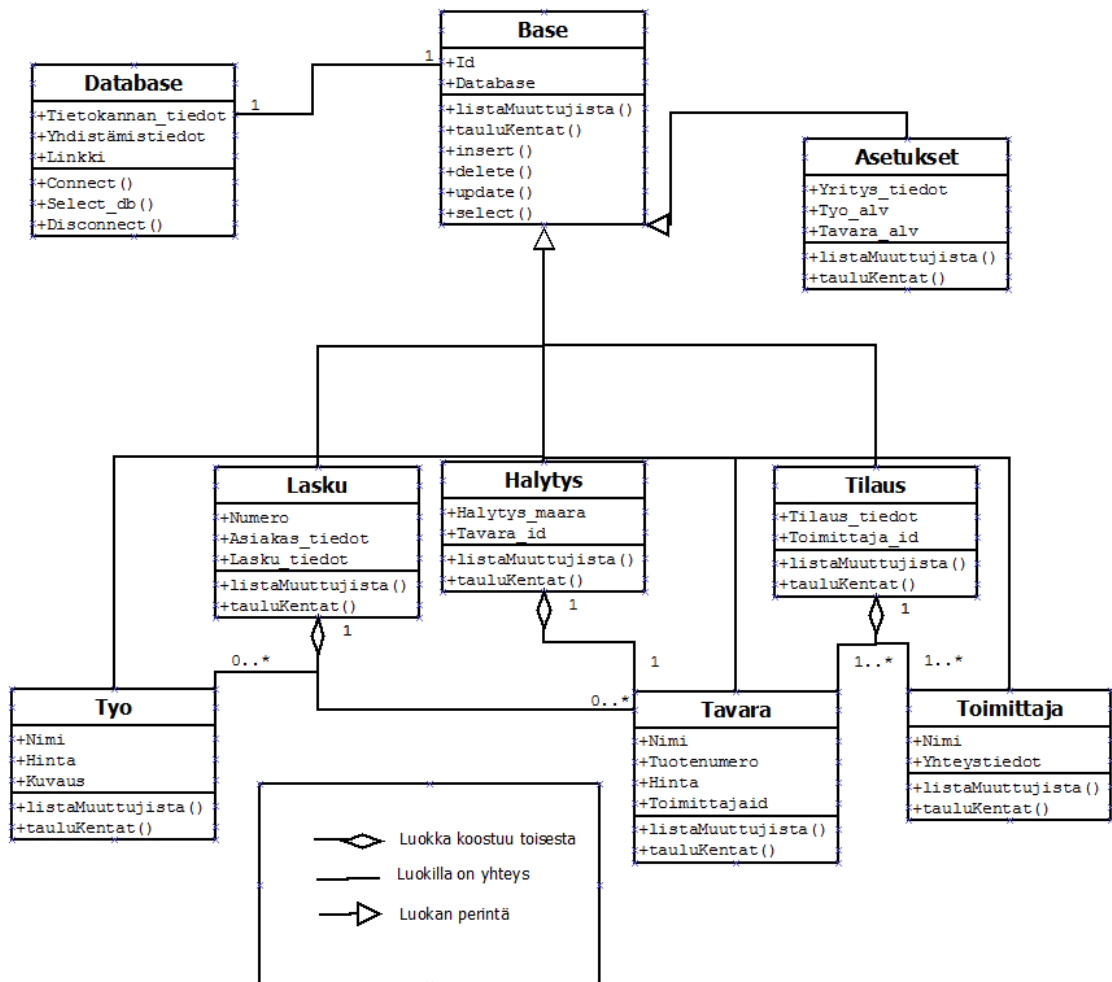 Base
+Id
+Database
+listaMuuttujista()
+tauluKentat()
+insert()
+delete()
+update()
+select()
1
1
Database
+Tietokannan_tiedot
+Yhdistämistiedot
+Linkki
+Connect()
+Select_db()
+Disconnect()
Asetukset
+Yritys_tiedot
+Tyo_alv
+Tavara_alv
+listaMuuttujista()
+tauluKentat()
Lasku
+Numero
+Asiakas_tiedot
+Lasku_tiedot
+listaMuuttujista()
+tauluKentat()
Halytys
+Halytys_maara
+Tavara_id
+listaMuuttujista()
+tauluKentat()
Tilaus
+Tilaus_tiedot
+Toimittaja_id
+listaMuuttujista()
+tauluKentat()
1
1
1
0..*
1
1..*
1..*
0..*
Tyo
+Nimi
+Hinta
+Kuvaus
+listaMuuttujista()
+tauluKentat()
Tavara
+Nimi
+Tuotenumero
+Hinta
+Toimittajaid
+listaMuuttujista()
+tauluKentat()
Toimittaja
+Nimi
+Yhteystiedot
+listaMuuttujista()
+tauluKentat()
Luokka koostuu toisesta
Luokilla on yhteys
Luokan perintä